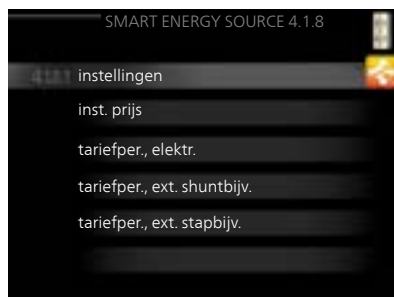 SMART ENERGY SOURCE 4.1.8
instellingen
inst. prijs
tariefper., elektr.
tariefper., ext. shuntbijv.
tariefper., ext. stapbijv.